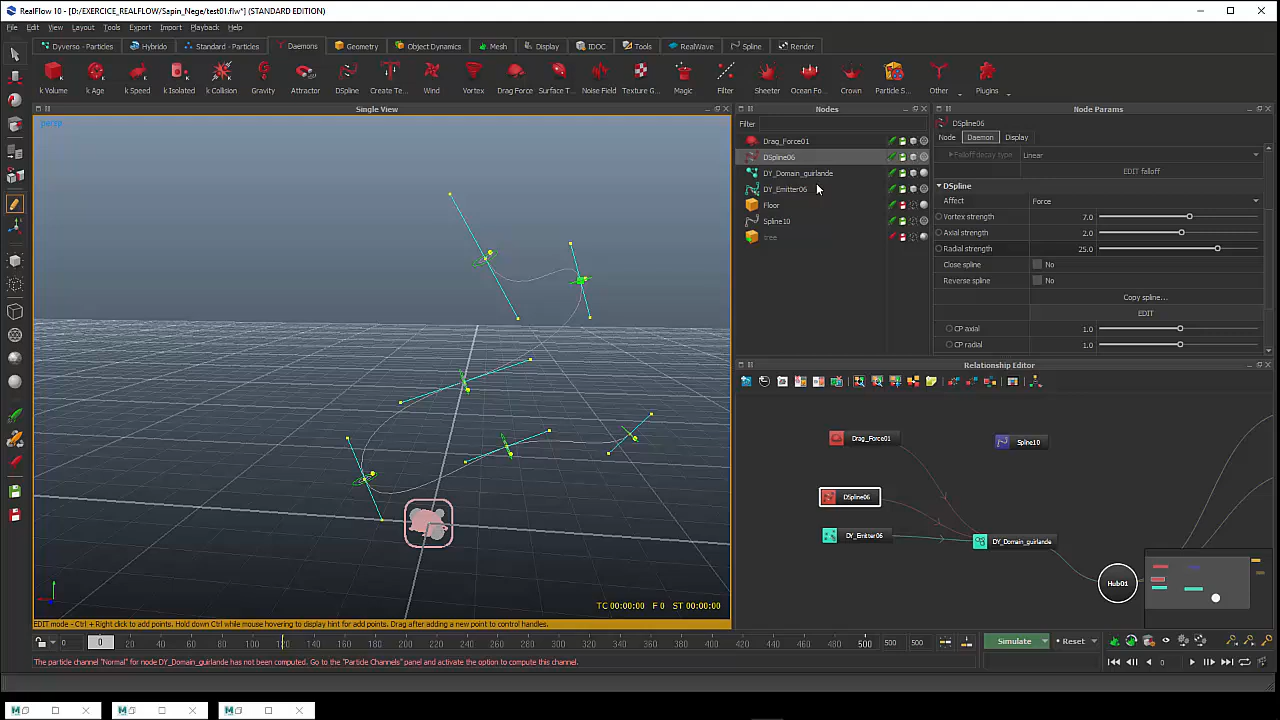 RealFlow 10 - [D:/EXERCICE_REALFLOW/Sapin_Nege/test01.flw*] (STANDARD EDITION)
File Edit View Layout Tools Export Import Playback Help
Dyverso - Particles Hybrido Standard - Particles Daemons Geometry Object Dynamics Mesh Display IDOC Tools RealWave Spline Render
k Volume k Age k Speed k Isolated k Collision Gravity Attractor DSpline Create Te... Wind Vortex Drag Force Surface T... Noise Field Texture G... Magic Filter Sheeter Ocean Fo... Crown Particle S... Other Plugins
Single View
persp
TC 00:00:00 F 0 ST 00:00:00
EDIT mode - Ctrl + Right click to add points. Hold down Ctrl while mouse hovering to display hint for add points. Drag after adding a new point to control handles.
Nodes
Filter
Drag_Force01
DSpline06
DY_Domain_guirlande
DY_Emitter06
Floor
Spline10
tree
Node Params
DSpline06
Node Daemon Display
Falloff decay type Linear
EDIT falloff
DSpline
Affect Force
Vortex strength 7.0
Axial strength 2.0
Radial strength 25.0
Close spline No
Reverse spline No
Copy spline...
EDIT
CP axial 1.0
CP radial 1.0
Relationship Editor
Drag_Force01
Spline10
DSpline06
DY_Emitter06
DY_Domain_guirlande
Hub01
0 0 20 40 60 80 100 120 140 160 180 200 220 240 260 280 300 320 340 360 380 400 420 440 460 480 500 500 500
Simulate Reset
0
The particle channel "Normal" for node DY_Domain_guirlande has not been computed. Go to the "Particle Channels" panel and activate the option to compute this channel.